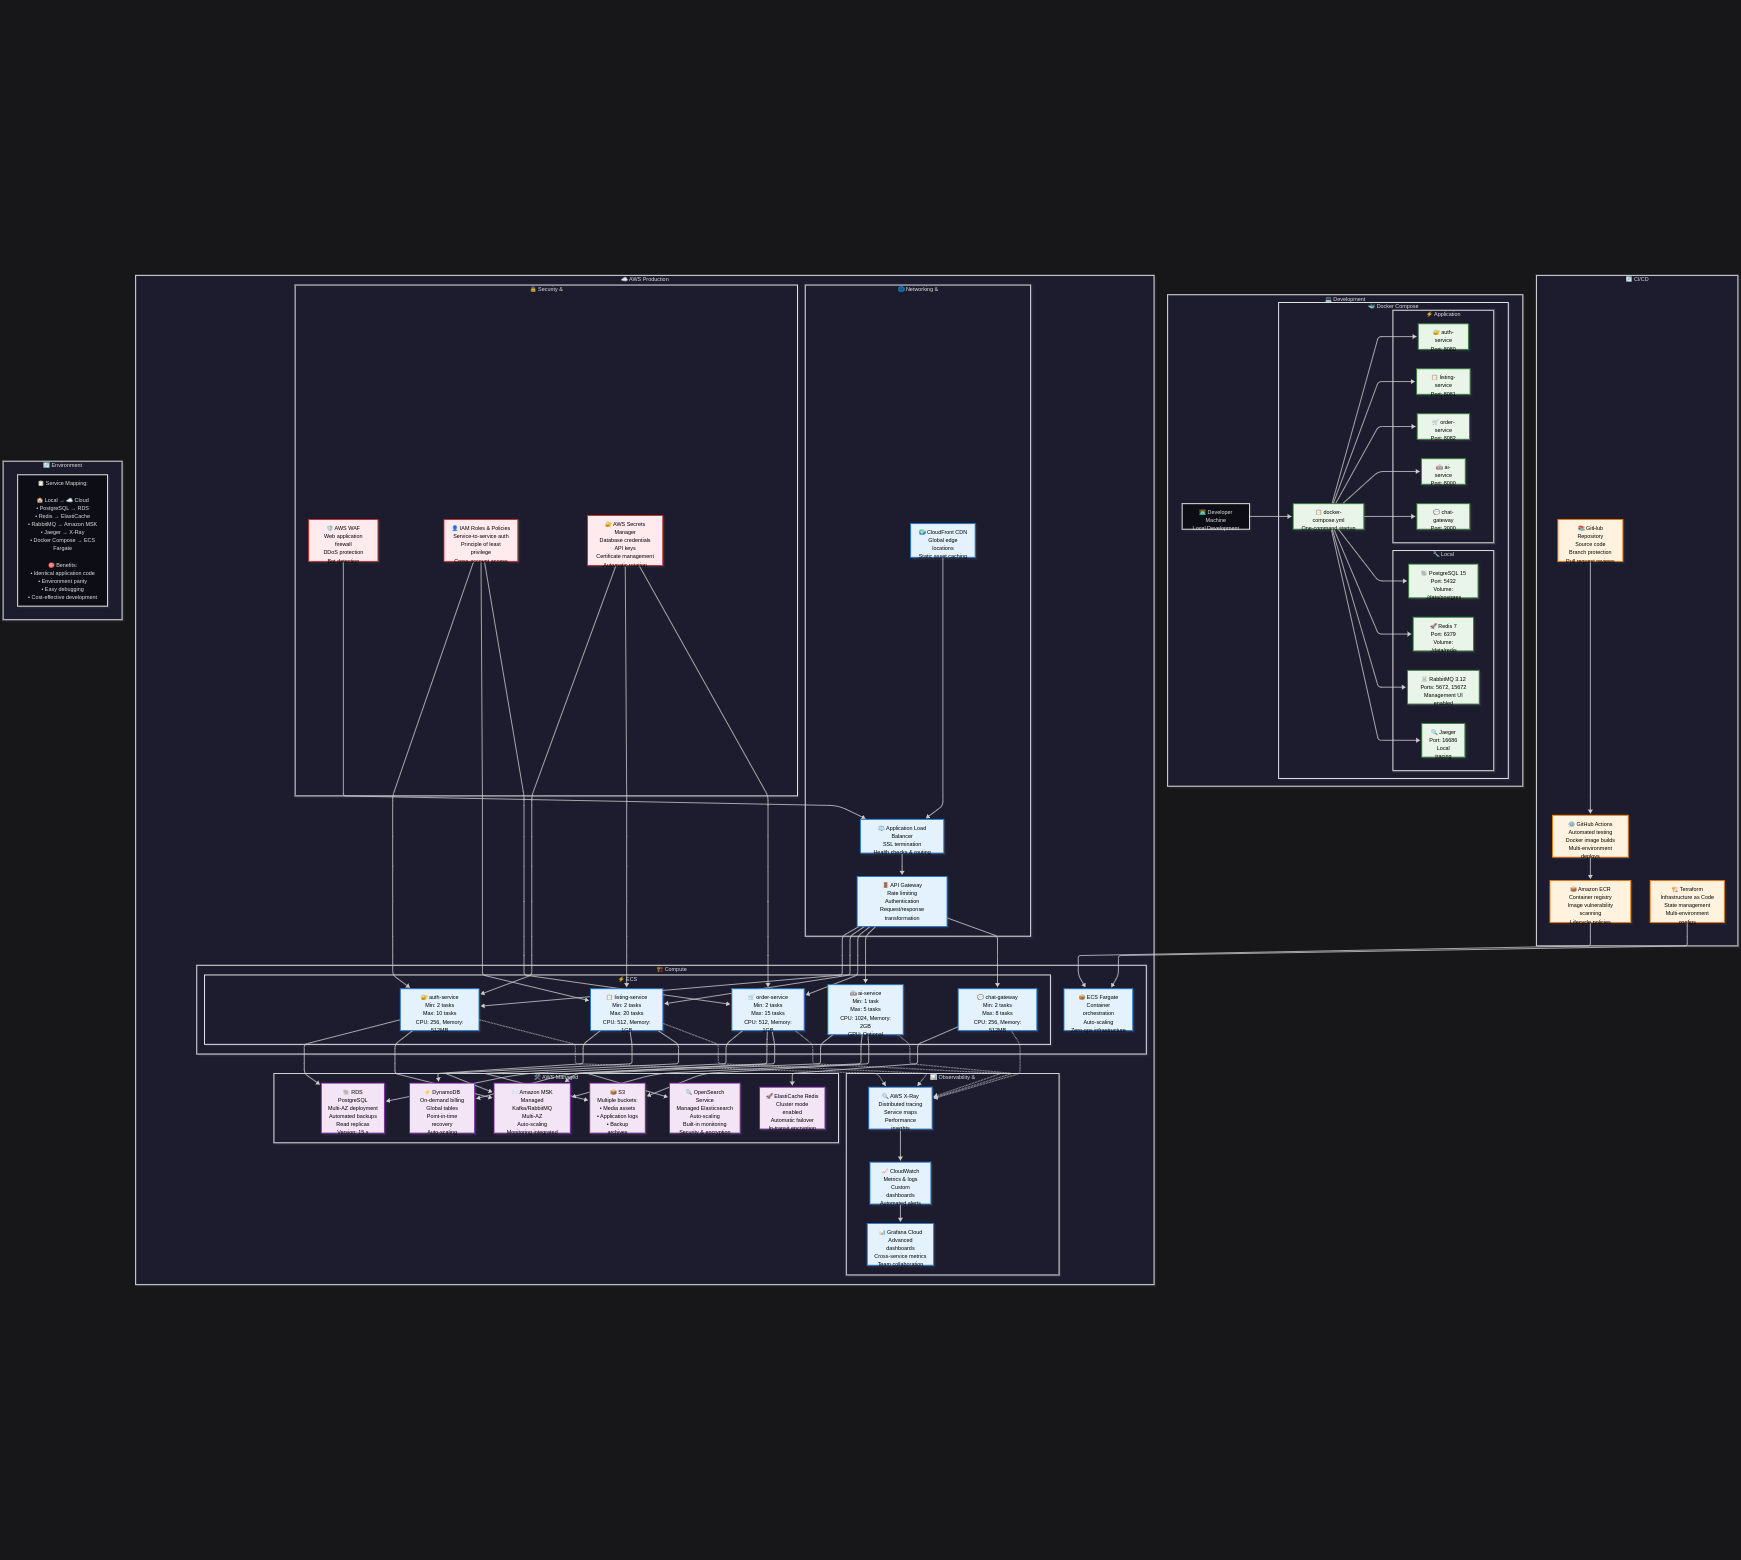 🔄 Environment
📋 Service Mapping:
🏠 Local → ☁️ Cloud
• PostgreSQL → RDS
• Redis → ElastiCache
• RabbitMQ → Amazon MSK
• Jaeger → X-Ray
• Docker Compose → ECS
Fargate
🎯 Benefits:
• Identical application code
• Environment parity
• Easy debugging
• Cost-effective development
☁️ AWS Production
🔒 Security &
🛡️ AWS WAF
Web application
firewall
DDoS protection
Bot detection
👤 IAM Roles & Policies
Service-to-service auth
Principle of least
privilege
Cross-account access
🔐 AWS Secrets
Manager
Database credentials
API keys
Certificate management
Automatic rotation
🌐 Networking &
🌍 CloudFront CDN
Global edge
locations
Static asset caching
⚖️ Application Load
Balancer
SSL termination
Health checks & routing
🚪 API Gateway
Rate limiting
Authentication
Request/response
transformation
🏗️ Compute
⚡ ECS
🔐 auth-service
Min: 2 tasks
Max: 10 tasks
CPU: 256, Memory:
512MB
📋 listing-service
Min: 2 tasks
Max: 20 tasks
CPU: 512, Memory:
1GB
🛒 order-service
Min: 2 tasks
Max: 15 tasks
CPU: 512, Memory:
1GB
🤖 ai-service
Min: 1 task
Max: 5 tasks
CPU: 1024, Memory:
2GB
GPU: Optional
💬 chat-gateway
Min: 2 tasks
Max: 8 tasks
CPU: 256, Memory:
512MB
📦 ECS Fargate
Container
orchestration
Auto-scaling
Zero-ops infrastructure
🛠️ AWS Managed
🐘 RDS
PostgreSQL
Multi-AZ deployment
Automated backups
Read replicas
Version: 15.x
⚡ DynamoDB
On-demand billing
Global tables
Point-in-time
recovery
Auto-scaling
📨 Amazon MSK
Managed
Kafka/RabbitMQ
Multi-AZ
Auto-scaling
Monitoring integrated
📦 S3
Multiple buckets:
• Media assets
• Application logs
• Backup
archives
🔍 OpenSearch
Service
Managed Elasticsearch
Auto-scaling
Built-in monitoring
Security & encryption
🚀 ElastiCache Redis
Cluster mode
enabled
Automatic failover
In-transit encryption
📊 Observability &
🔍 AWS X-Ray
Distributed tracing
Service maps
Performance
insights
📈 CloudWatch
Metrics & logs
Custom
dashboards
Automated alerts
📊 Grafana Cloud
Advanced
dashboards
Cross-service metrics
Team collaboration
💻 Development
👨‍💻 Developer
Machine
Local Development
🐳 Docker Compose
📋 docker-
compose.yml
One-command startup
⚡ Application
🔐 auth-
service
Port: 8080
📋 listing-
service
Port: 8081
🛒 order-
service
Port: 8082
🤖 ai-
service
Port: 8000
💬 chat-
gateway
Port: 3000
🔧 Local
🐘 PostgreSQL 15
Port: 5432
Volume:
🚀 Redis 7
Port: 6379
Volume:
🐰 RabbitMQ 3.12
Ports: 5672, 15672
Management UI
enabled
🔍 Jaeger
Port: 16686
Local
tracing
🔄 CI/CD
📚 GitHub
Repository
Source code
Branch protection
Pull request reviews
⚙️ GitHub Actions
Automated testing
Docker image builds
Multi-environment
deploys
📦 Amazon ECR
Container registry
Image vulnerability
scanning
Lifecycle policies
🏗️ Terraform
Infrastructure as Code
State management
Multi-environment
configs